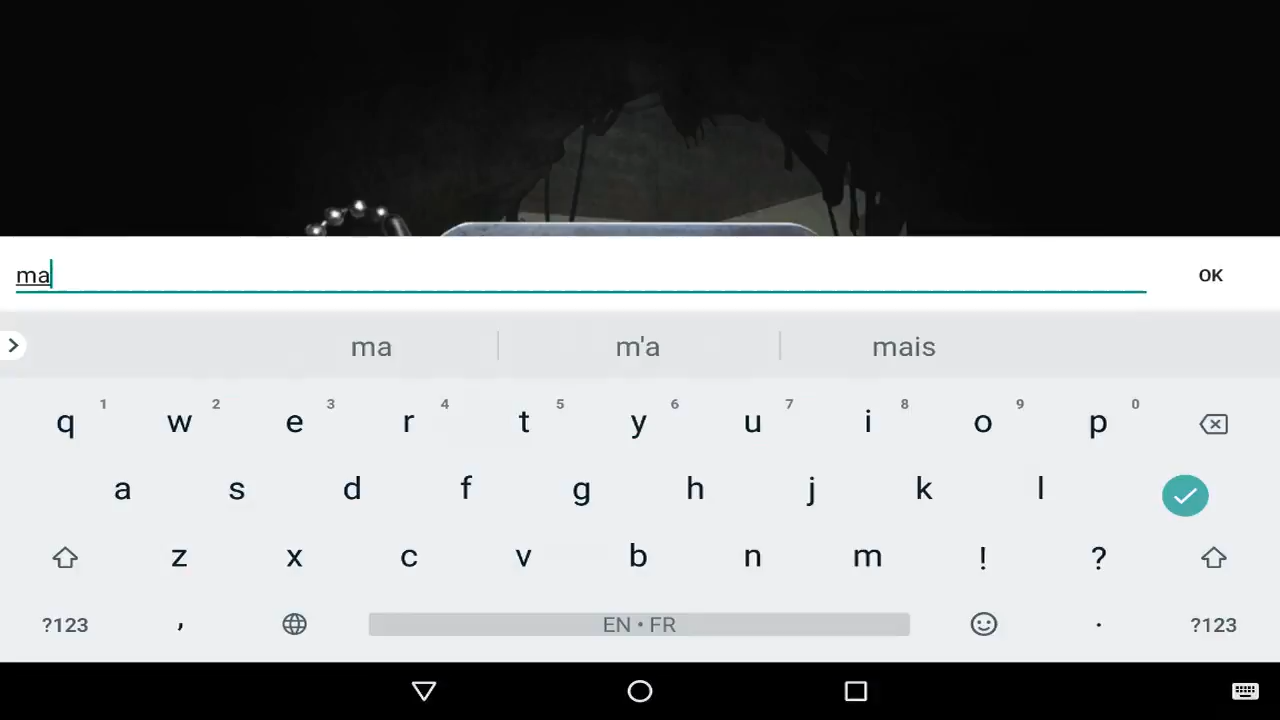 ma
OK
ma m'a mais
q 1 w 2 e 3 r 4 t 5 y 6 u 7 i 8 o 9 p 0
a s d f g h j k l
z x c v b n m ! ?
?123 , EN • FR . ?123